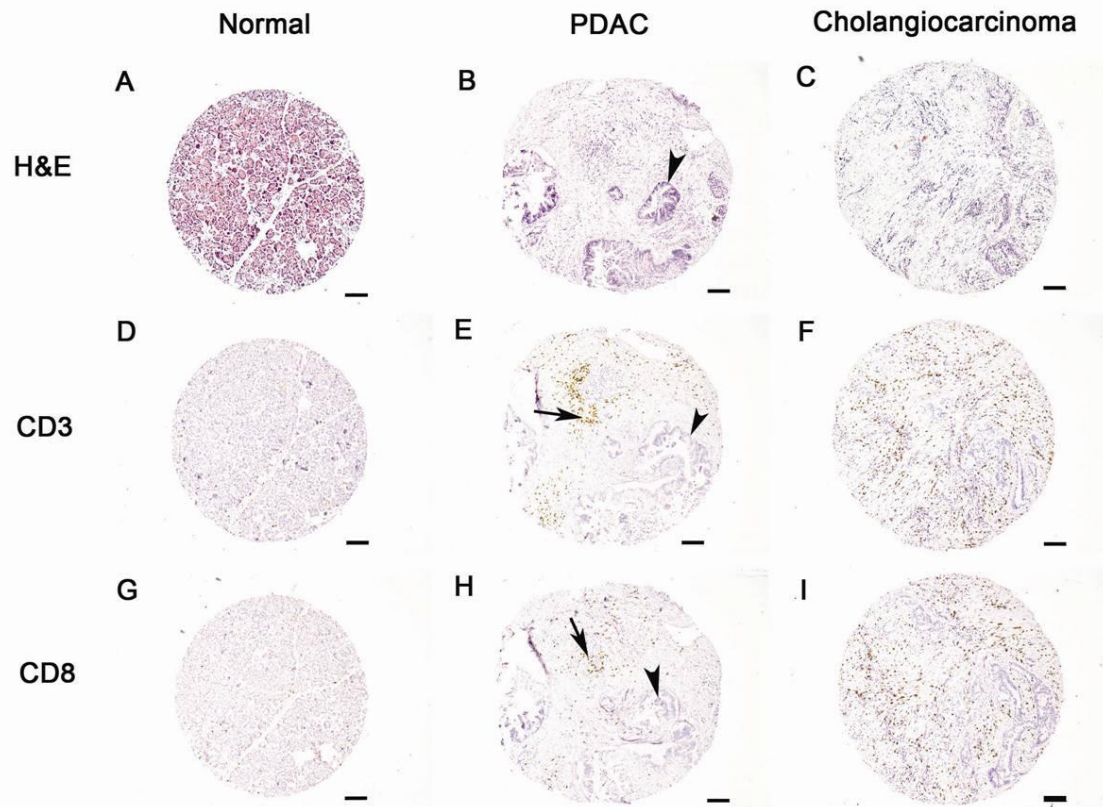 Normal PDAC Cholangiocarcinoma
A B C
H&E
D E F
CD3
G H I
CD8